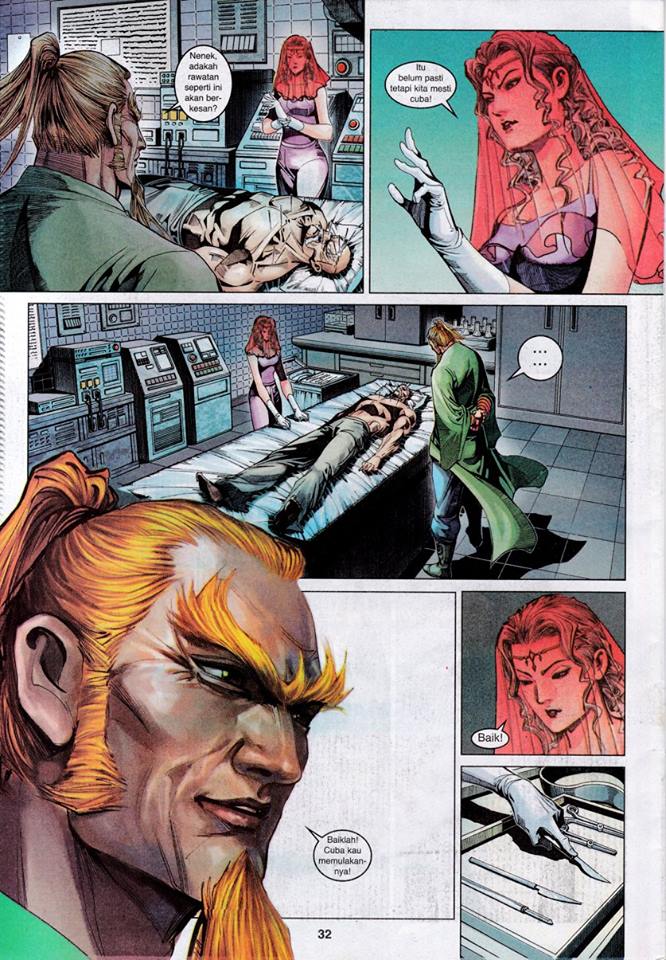 Nenek,
adakah
rawatan
seperti ini
akan ber-
kesan?
Itu
belum pasti
tetapi kita mesti
cuba!
... ...
Baik!
Baiklah!
Cuba kau
memulakan-
nya!
32